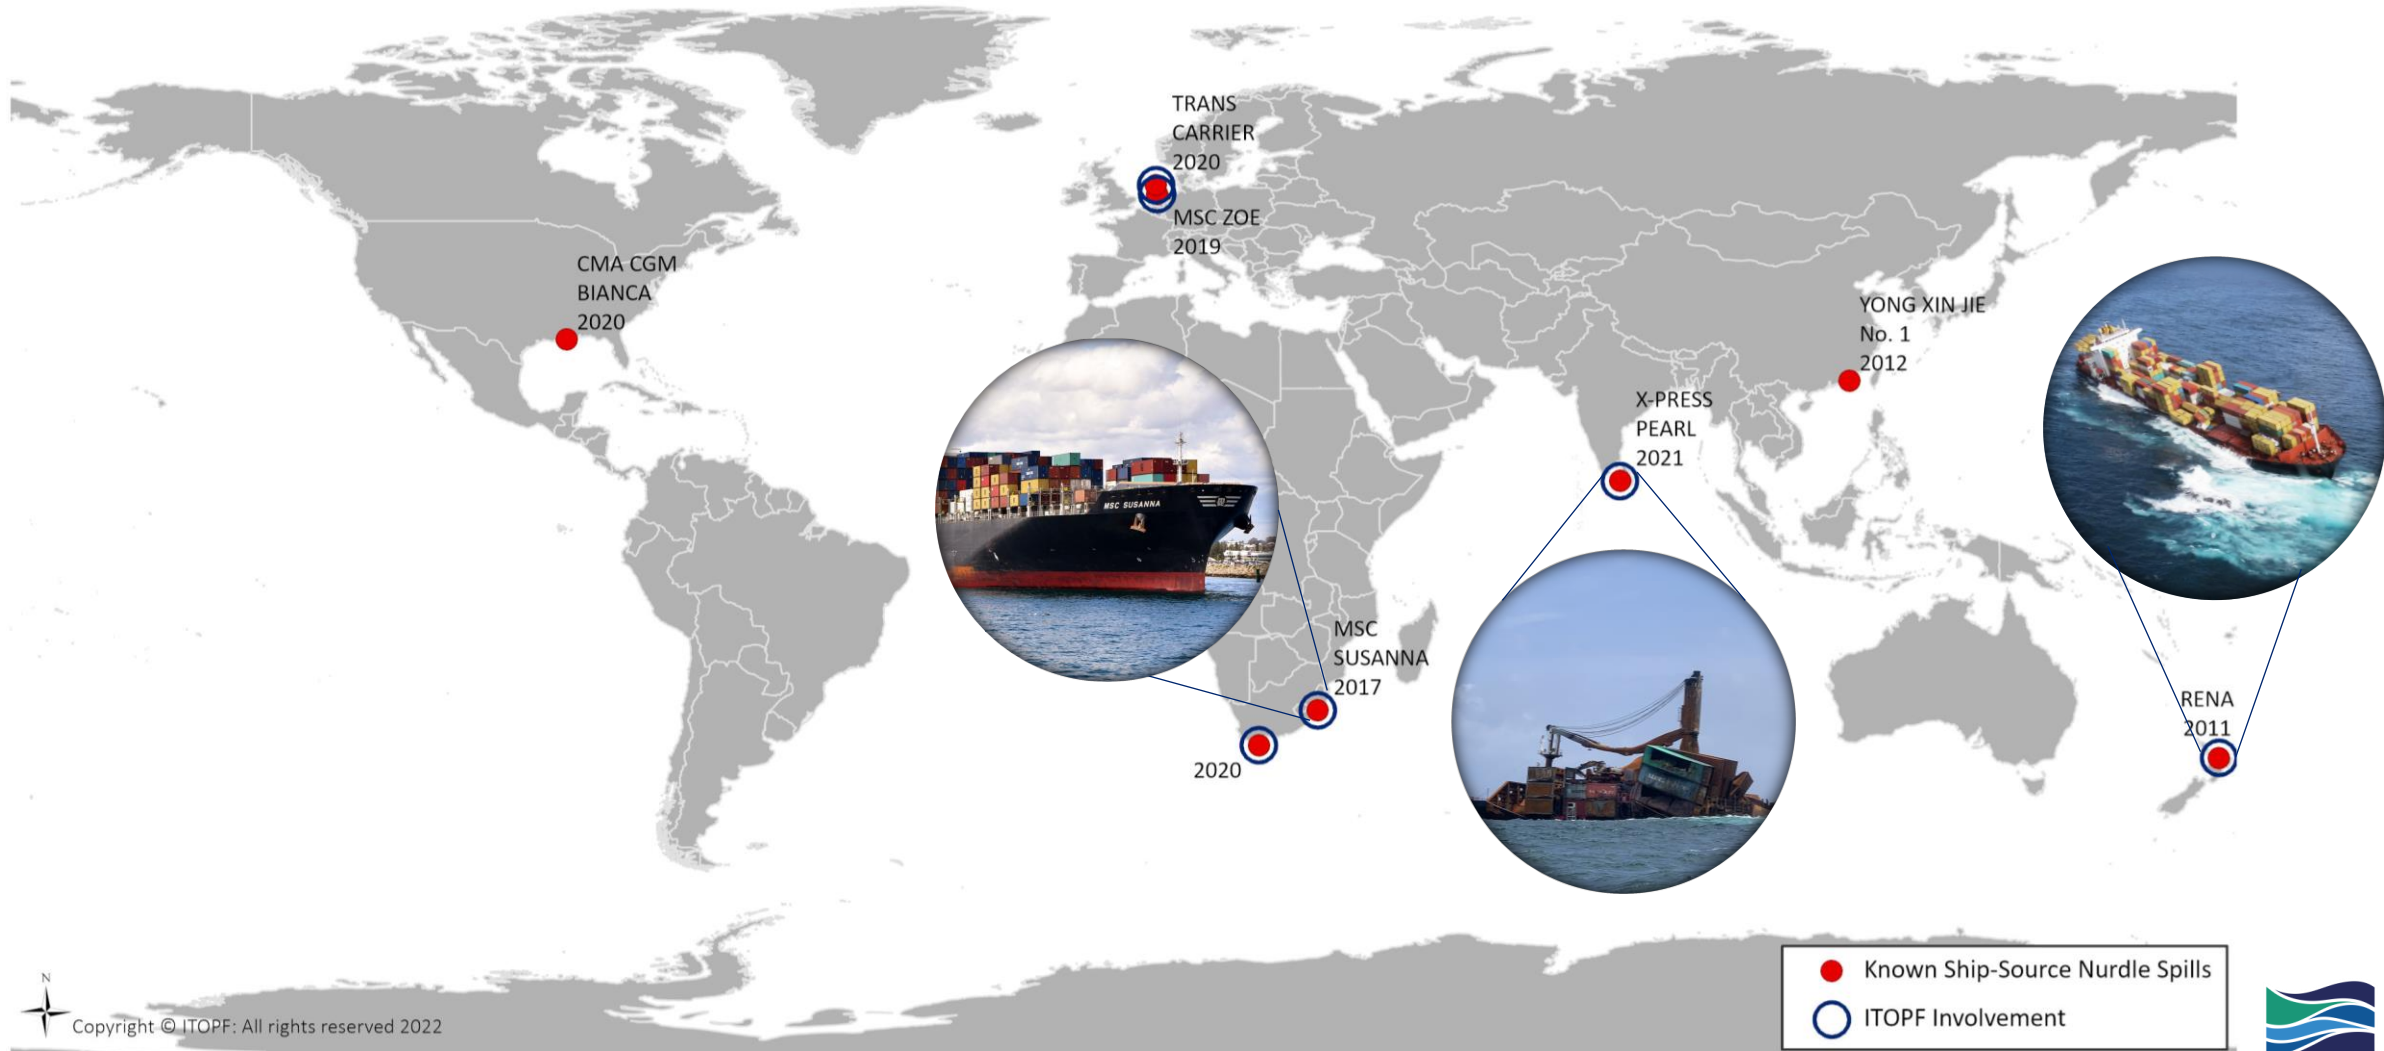 TRANS
CARRIER
2020
MSC ZOE
2019
CMA CGM
BIANCA
2020
YONG XIN JIE
No. 1
2012
X-PRESS
PEARL
2021
MSC SUSANNA
MSC
SUSANNA
2017
2020
RENA
2011
Known Ship-Source Nurdle Spills
ITOPF Involvement
N
Copyright © ITOPF: All rights reserved 2022